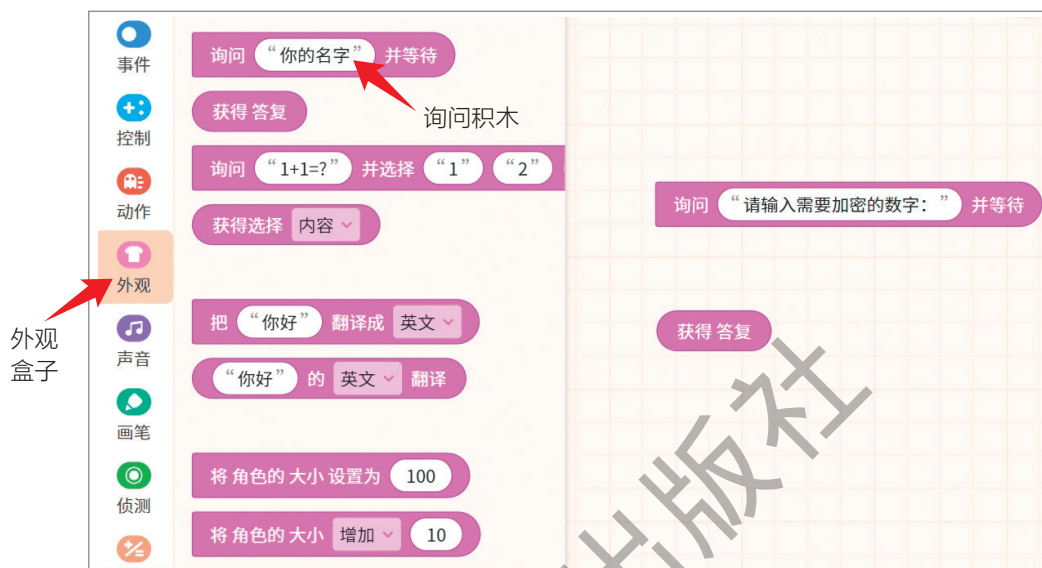 事件
控制
动作
外观
声音
画笔
侦测
外观
盒子
询问 “你的名字” 并等待
询问积木
获得 答复
询问 “1+1=?” 并选择 “1” “2”
获得选择 内容
把 “你好” 翻译成 英文
“你好” 的 英文 翻译
将 角色的 大小 设置为 100
将 角色的 大小 增加 10
询问 “请输入需要加密的数字：” 并等待
获得 答复
出版社